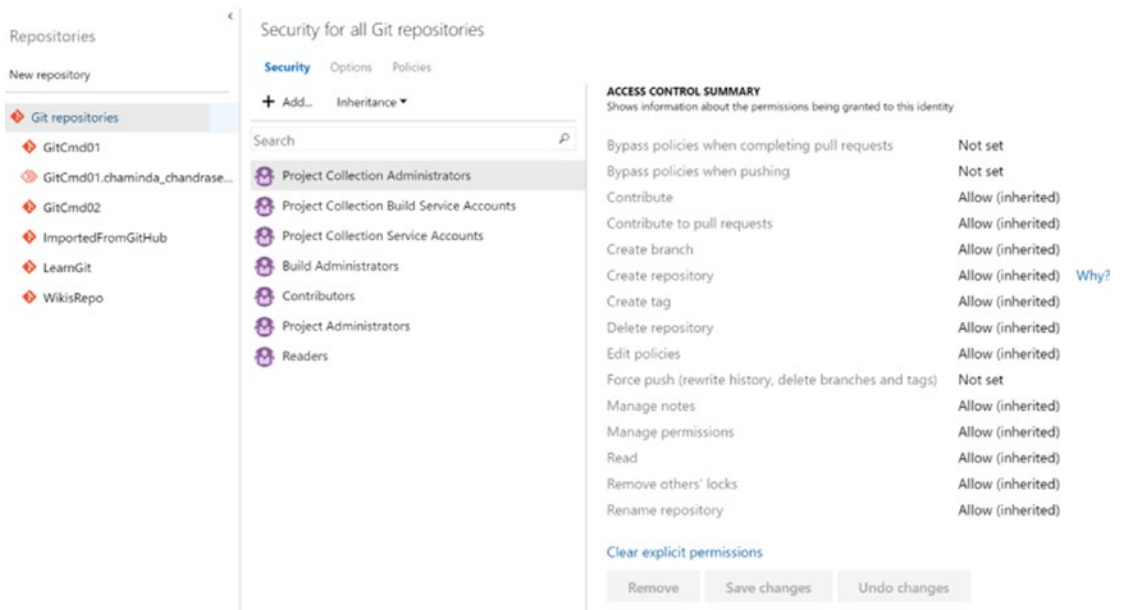 Repositories
New repository
Git repositories
GitCmd01
GitCmd01.chaminda_chandrase...
GitCmd02
ImportedFromGitHub
LearnGit
WikisRepo
Security for all Git repositories
Security Options Policies
+ Add... Inheritance
Search
Project Collection Administrators
Project Collection Build Service Accounts
Project Collection Service Accounts
Build Administrators
Contributors
Project Administrators
Readers
ACCESS CONTROL SUMMARY
Shows information about the permissions being granted to this identity
Bypass policies when completing pull requests Not set
Bypass policies when pushing Not set
Contribute Allow (inherited)
Contribute to pull requests Allow (inherited)
Create branch Allow (inherited)
Create repository Allow (inherited) Why?
Create tag Allow (inherited)
Delete repository Allow (inherited)
Edit policies Allow (inherited)
Force push (rewrite history, delete branches and tags) Not set
Manage notes Allow (inherited)
Manage permissions Allow (inherited)
Read Allow (inherited)
Remove others' locks Allow (inherited)
Rename repository Allow (inherited)
Clear explicit permissions
Remove Save changes Undo changes